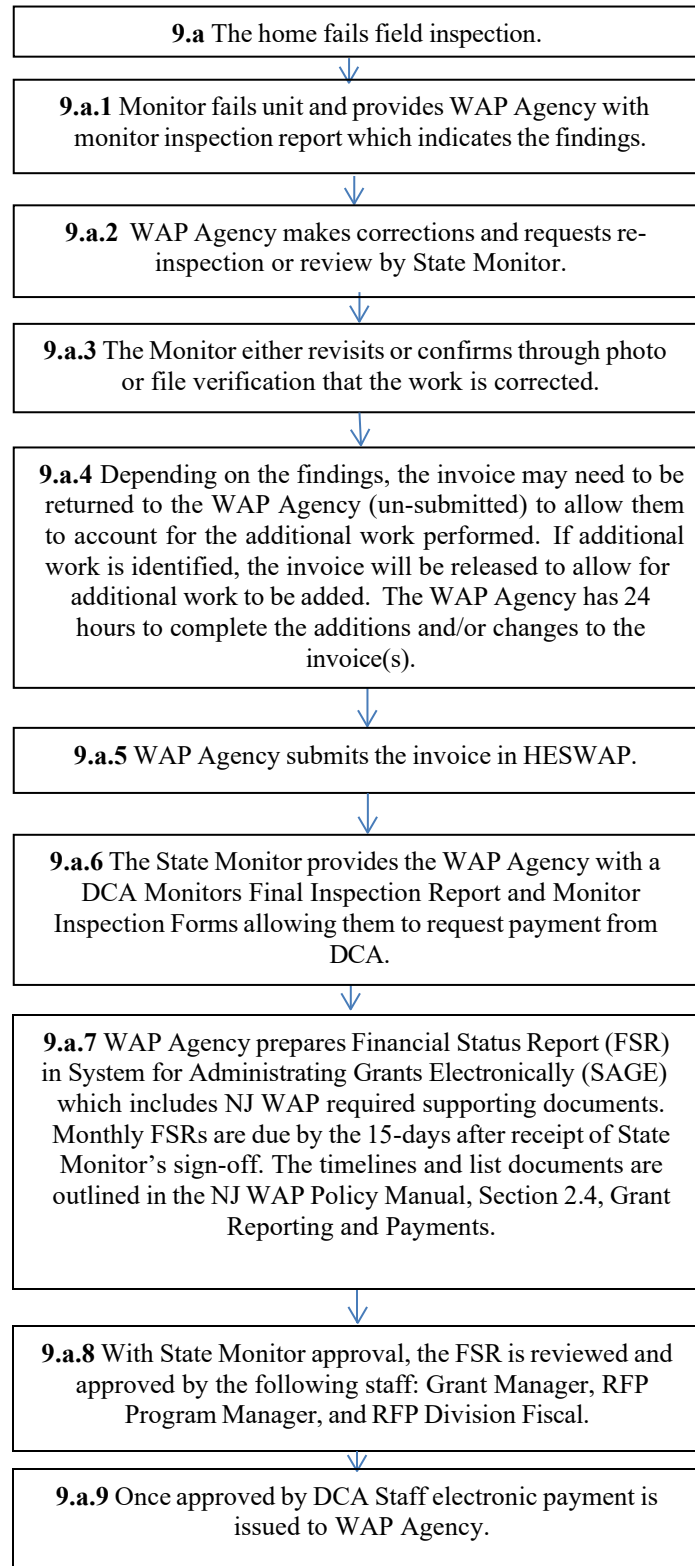 9.a The home fails field inspection.
9.a.1 Monitor fails unit and provides WAP Agency with
monitor inspection report which indicates the findings.
9.a.2 WAP Agency makes corrections and requests re-
inspection or review by State Monitor.
9.a.3 The Monitor either revisits or confirms through photo
or file verification that the work is corrected.
9.a.4 Depending on the findings, the invoice may need to be
returned to the WAP Agency (un-submitted) to allow them
to account for the additional work performed. If additional
work is identified, the invoice will be released to allow for
additional work to be added. The WAP Agency has 24
hours to complete the additions and/or changes to the
invoice(s).
9.a.5 WAP Agency submits the invoice in HESWAP.
9.a.6 The State Monitor provides the WAP Agency with a
DCA Monitors Final Inspection Report and Monitor
Inspection Forms allowing them to request payment from
DCA.
9.a.7 WAP Agency prepares Financial Status Report (FSR)
in System for Administrating Grants Electronically (SAGE)
which includes NJ WAP required supporting documents.
Monthly FSRs are due by the 15-days after receipt of State
Monitor’s sign-off. The timelines and list documents are
outlined in the NJ WAP Policy Manual, Section 2.4, Grant
Reporting and Payments.
9.a.8 With State Monitor approval, the FSR is reviewed and
approved by the following staff: Grant Manager, RFP
Program Manager, and RFP Division Fiscal.
9.a.9 Once approved by DCA Staff electronic payment is
issued to WAP Agency.